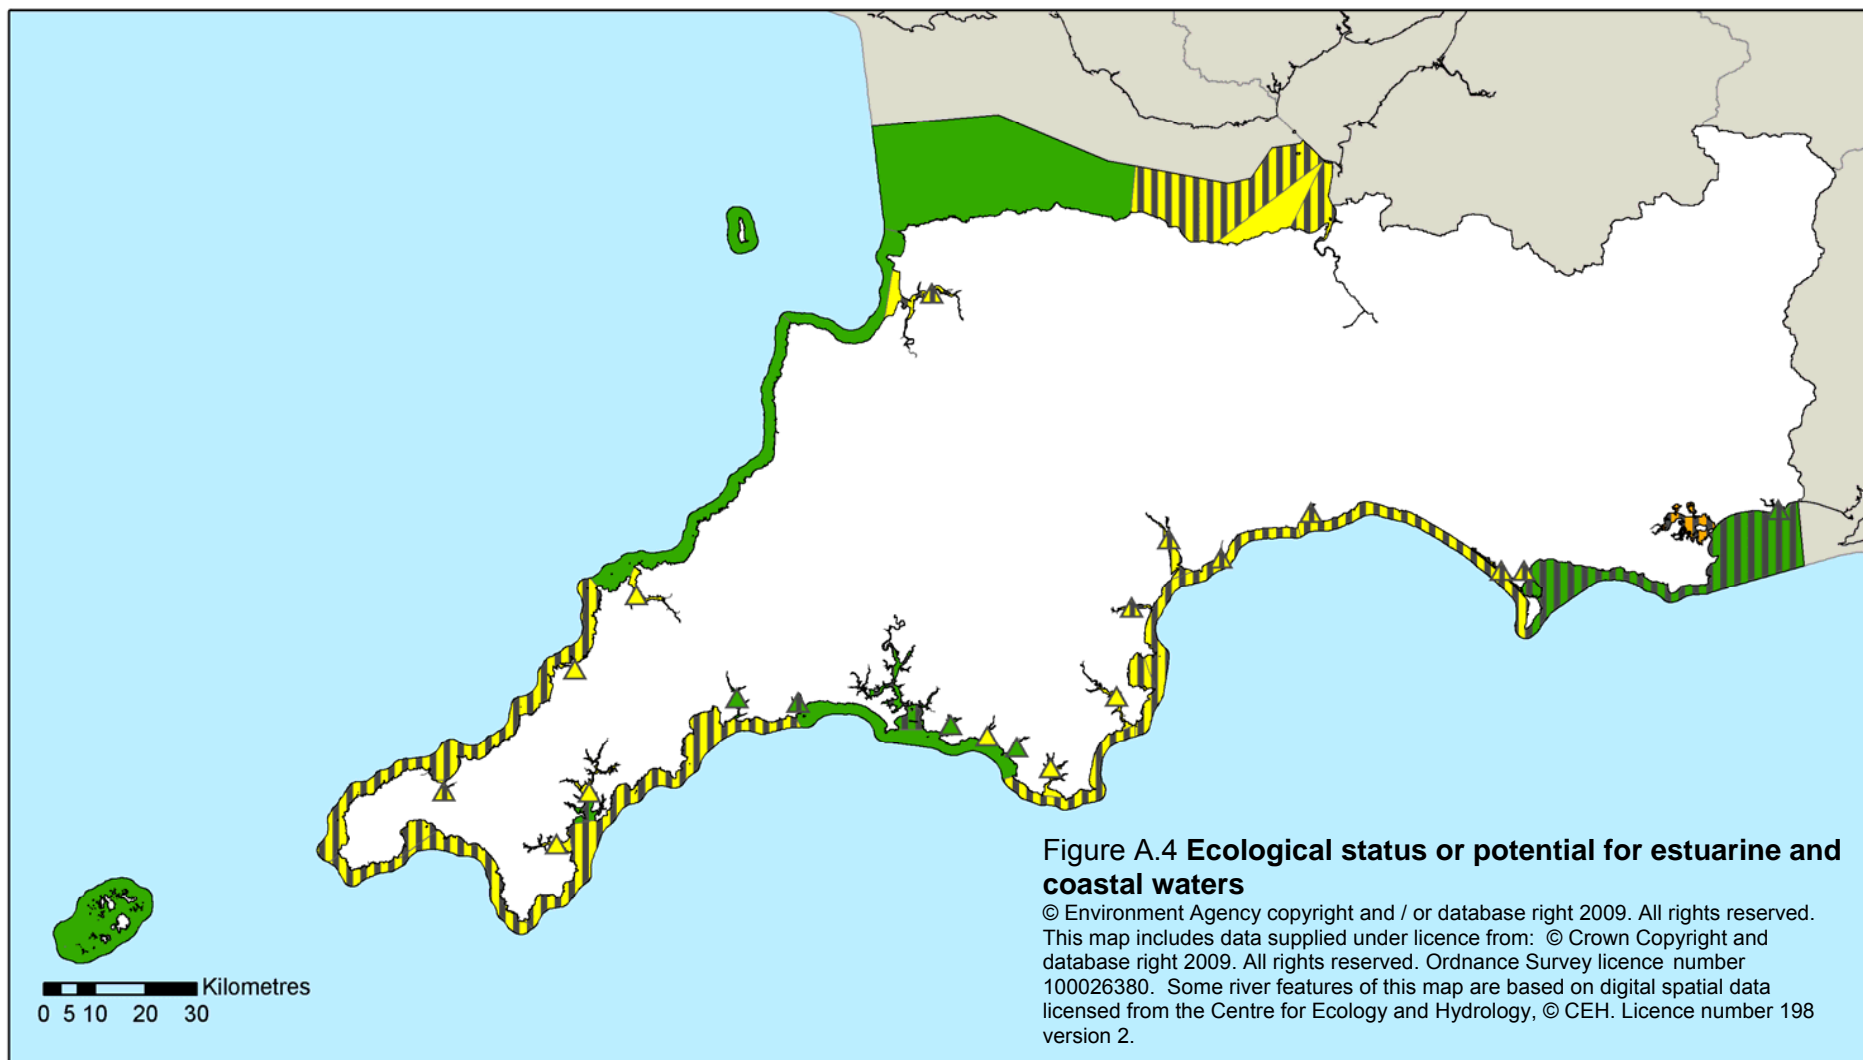 Figure A.4 Ecological status or potential for estuarine and
coastal waters
© Environment Agency copyright and / or database right 2009. All rights reserved.
This map includes data supplied under licence from: © Crown Copyright and
database right 2009. All rights reserved. Ordnance Survey licence number
100026380. Some river features of this map are based on digital spatial data
licensed from the Centre for Ecology and Hydrology, © CEH. Licence number 198
version 2.
Kilometres
0 5 10 20 30